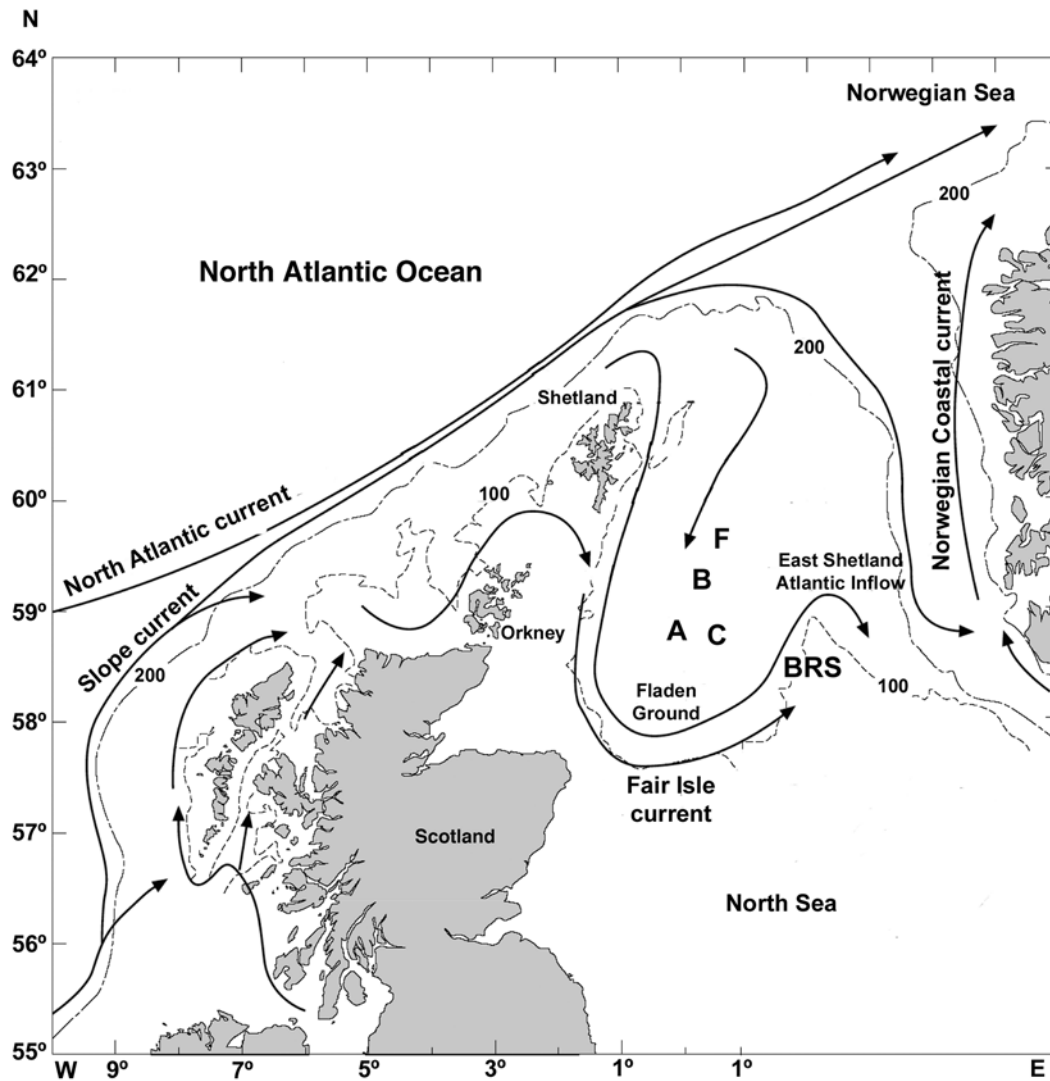 N
64º
Norwegian Sea
63º
200
62º
North Atlantic Ocean
200
61º
Shetland
Norwegian Coastal current
60º
100
North Atlantic current
F
B
East Shetland
Atlantic Inflow
59º
Slope current
Orkney
A
C
BRS
200
100
Fladen
Ground
58º
Fair Isle
current
57º
Scotland
North Sea
56º
55º
W
9º
7º
5º
3º
1º
1º
E